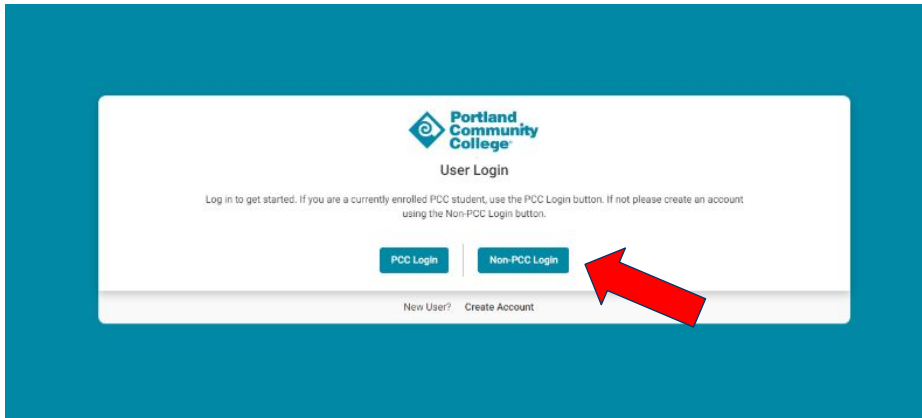 Portland
Community
College
User Login
Log in to get started. If you are a currently enrolled PCC student, use the PCC Login button. If not please create an account
using the Non-PCC Login button.
PCC Login
Non-PCC Login
New User? Create Account